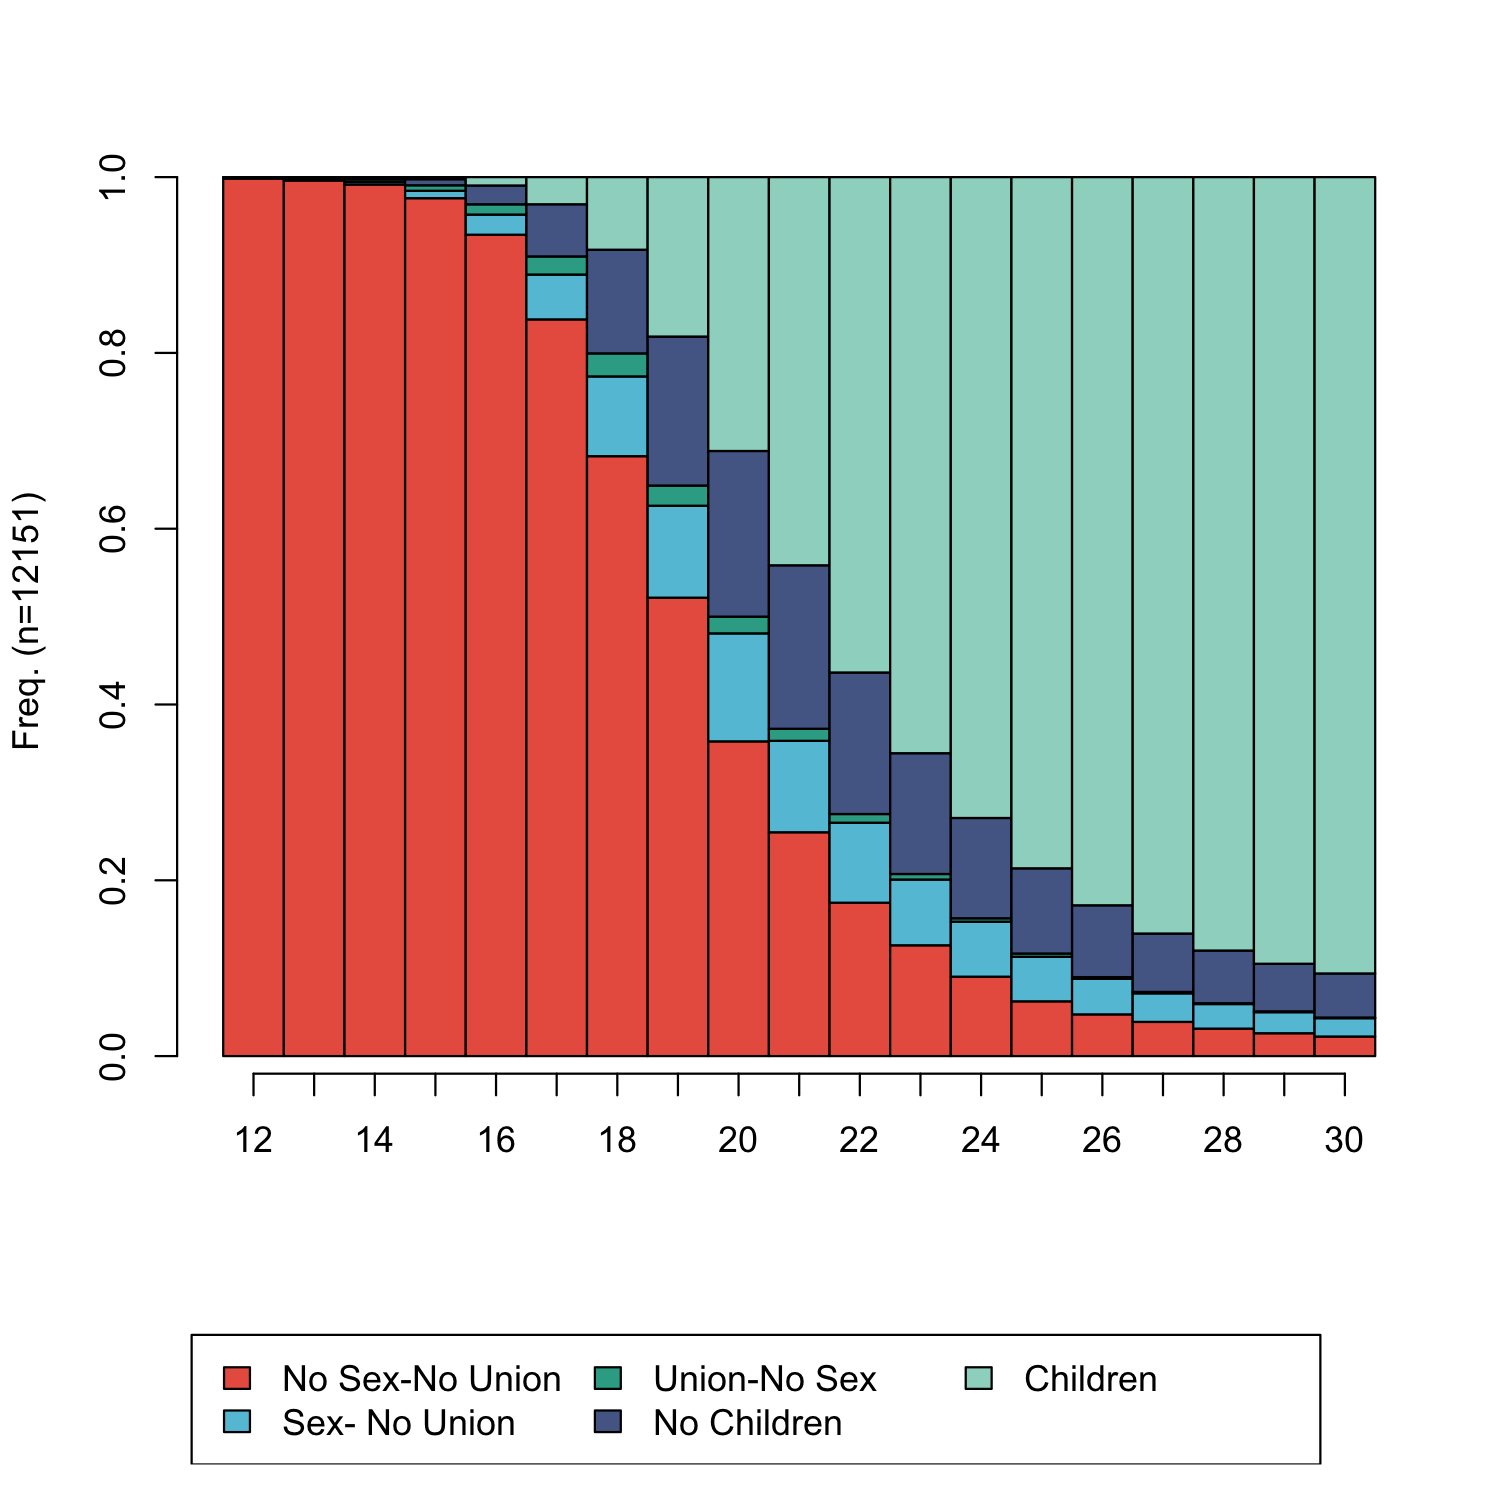 1.0
0.8
0.6
0.4
0.2
0.0
Freq. (n=12151)
12 14 16 18 20 22 24 26 28 30
No Sex-No Union Union-No Sex Children
Sex- No Union No Children